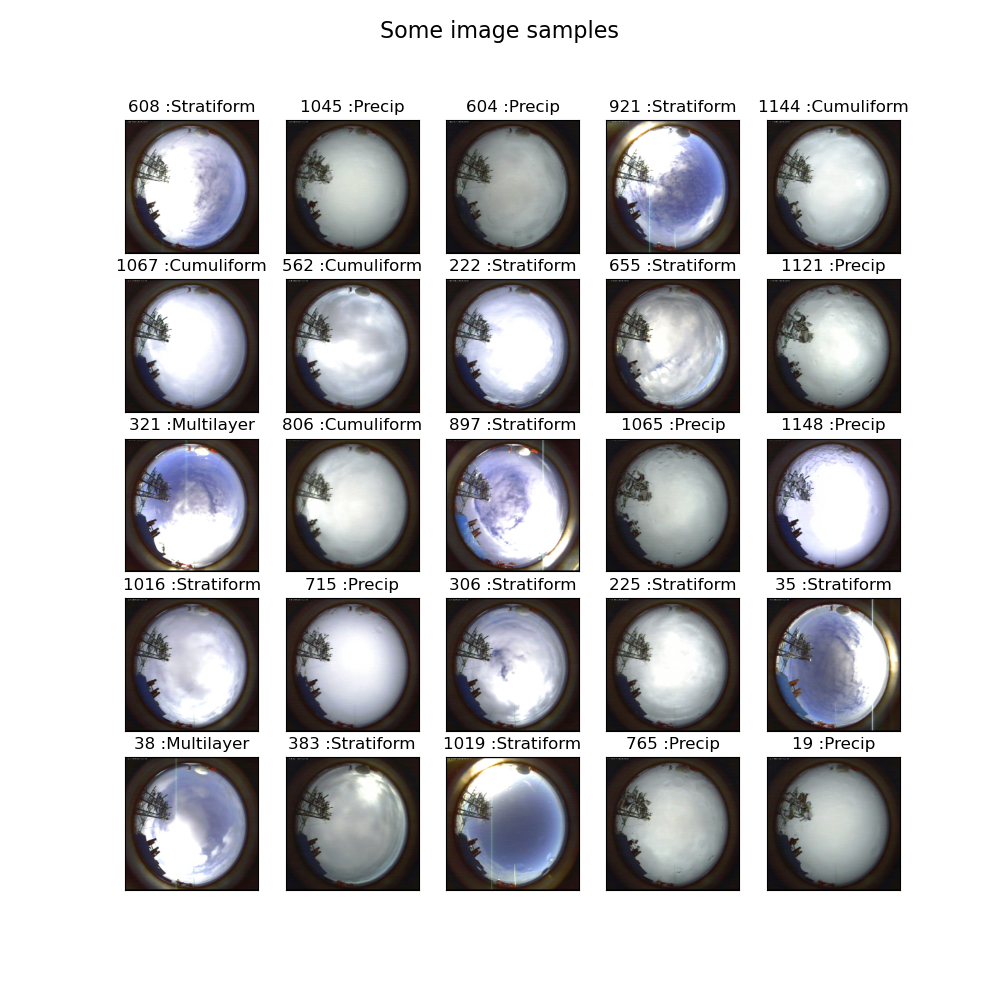 Some image samples
608 :Stratiform
1045 :Precip
604 :Precip
921 :Stratiform
1144 :Cumuliform
1067 :Cumuliform
562 :Cumuliform
222 :Stratiform
655 :Stratiform
1121 :Precip
321 :Multilayer
806 :Cumuliform
897 :Stratiform
1065 :Precip
1148 :Precip
1016 :Stratiform
715 :Precip
306 :Stratiform
225 :Stratiform
35 :Stratiform
38 :Multilayer
383 :Stratiform
1019 :Stratiform
765 :Precip
19 :Precip